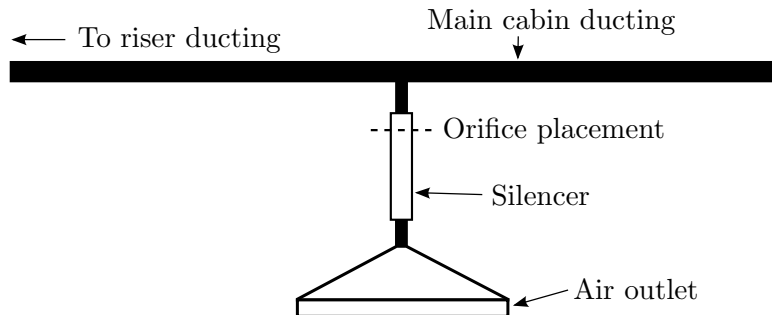 Main cabin ducting
To riser ducting
Orifice placement
Silencer
Air outlet